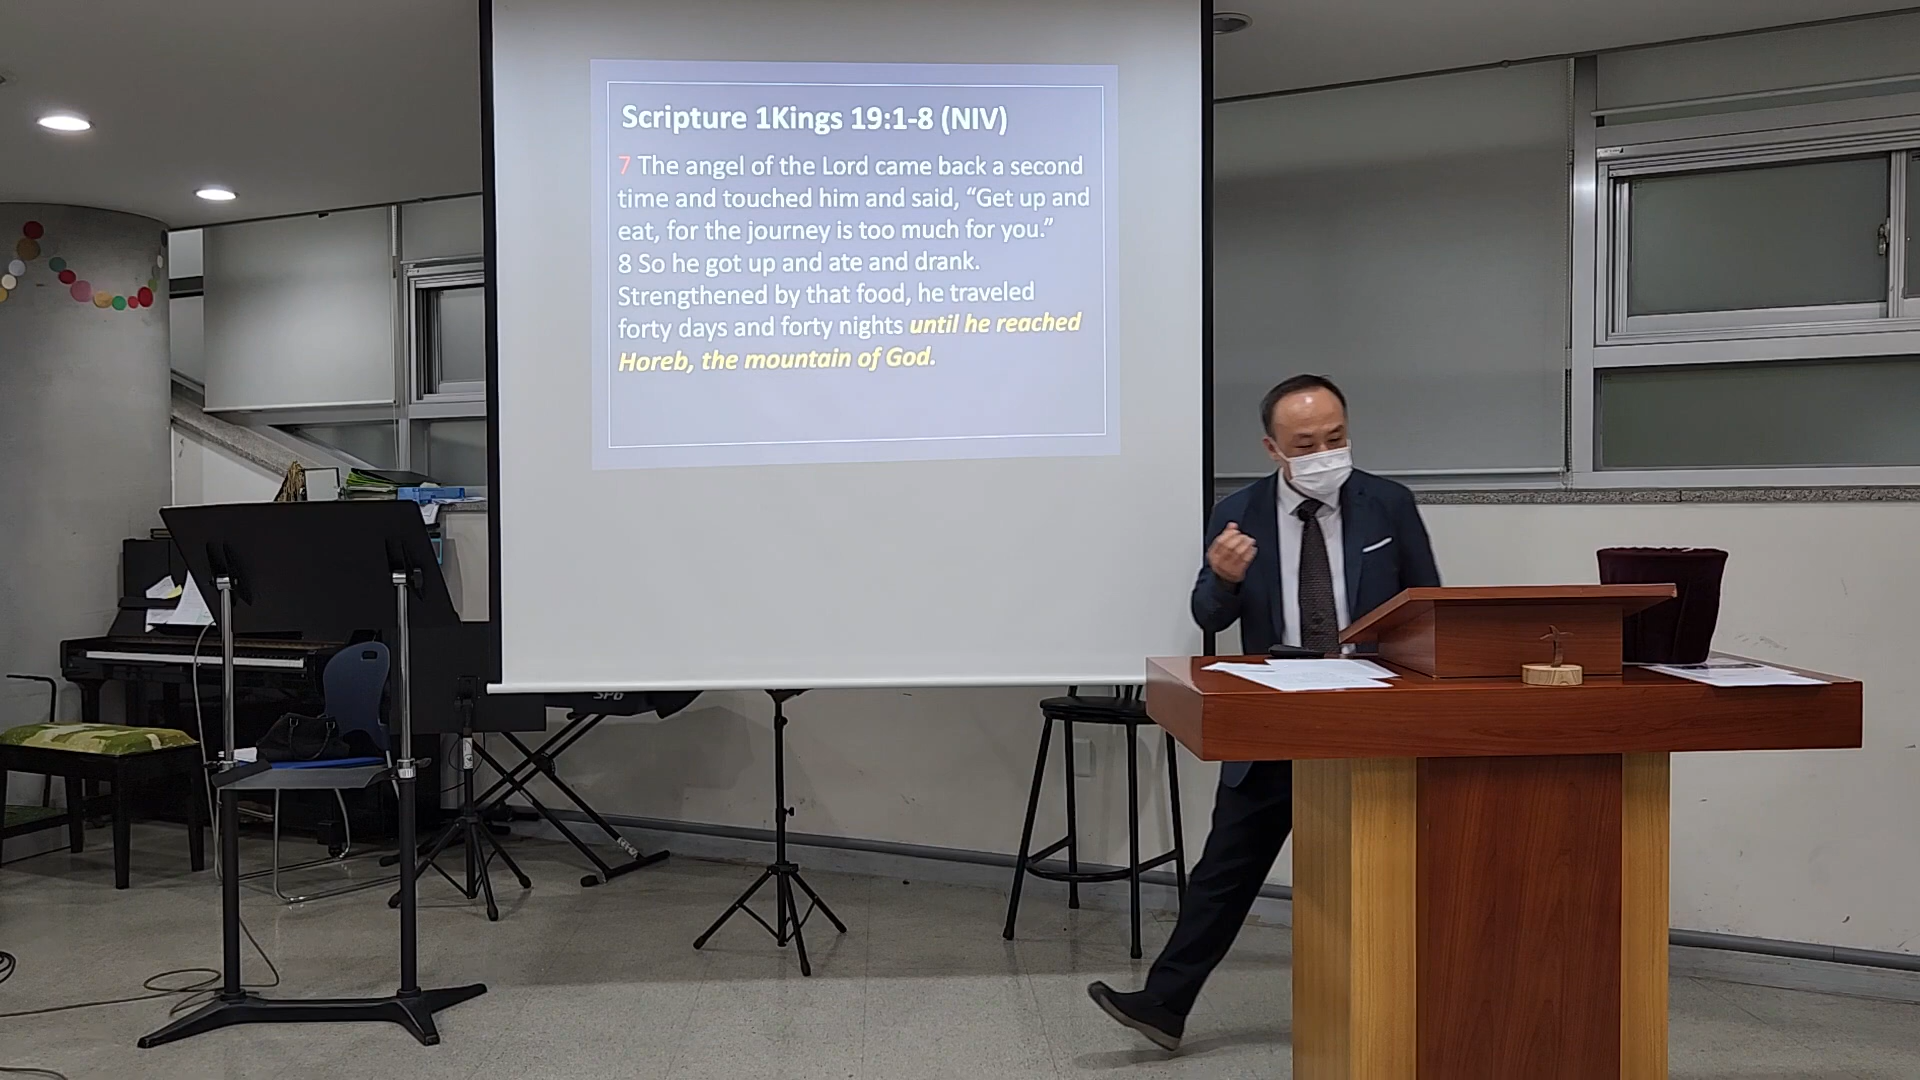 Scripture 1Kings 19:1-8 (NIV)
7 The angel of the Lord came back a second
time and touched him and said, “Get up and
eat, for the journey is too much for you.”
8 So he got up and ate and drank.
Strengthened by that food, he traveled
forty days and forty nights until he reached
Horeb, the mountain of God.